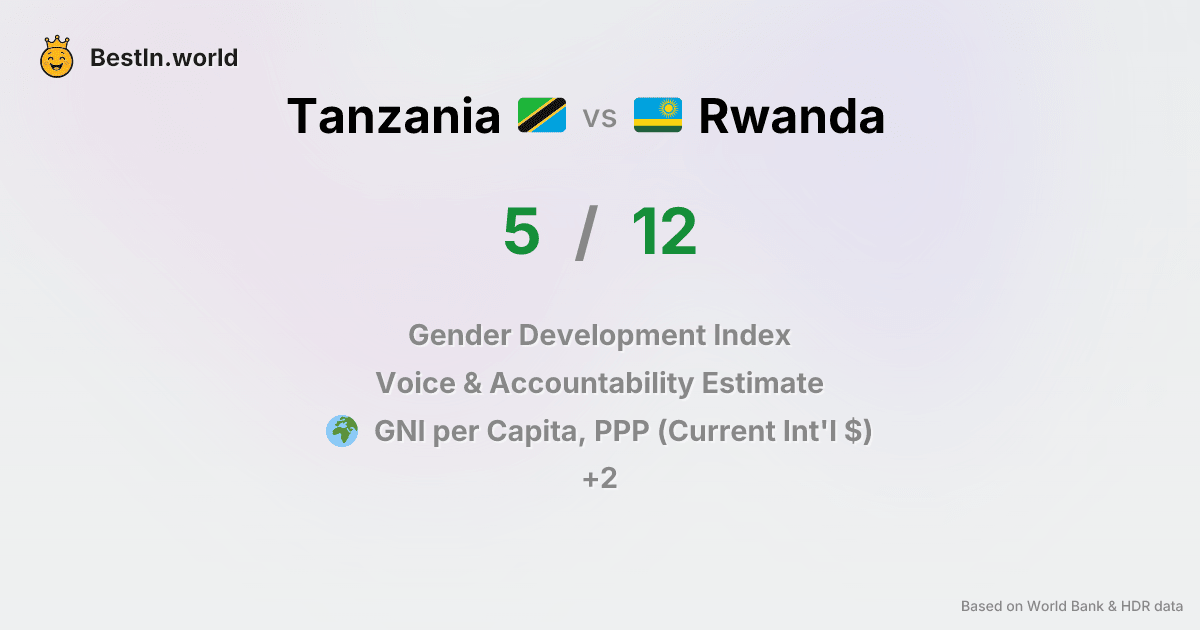 BestIn.world
Tanzania vs Rwanda
5 / 12
Gender Development Index
Voice & Accountability Estimate
GNI per Capita, PPP (Current Int'l $)
+2
Based on World Bank & HDR data